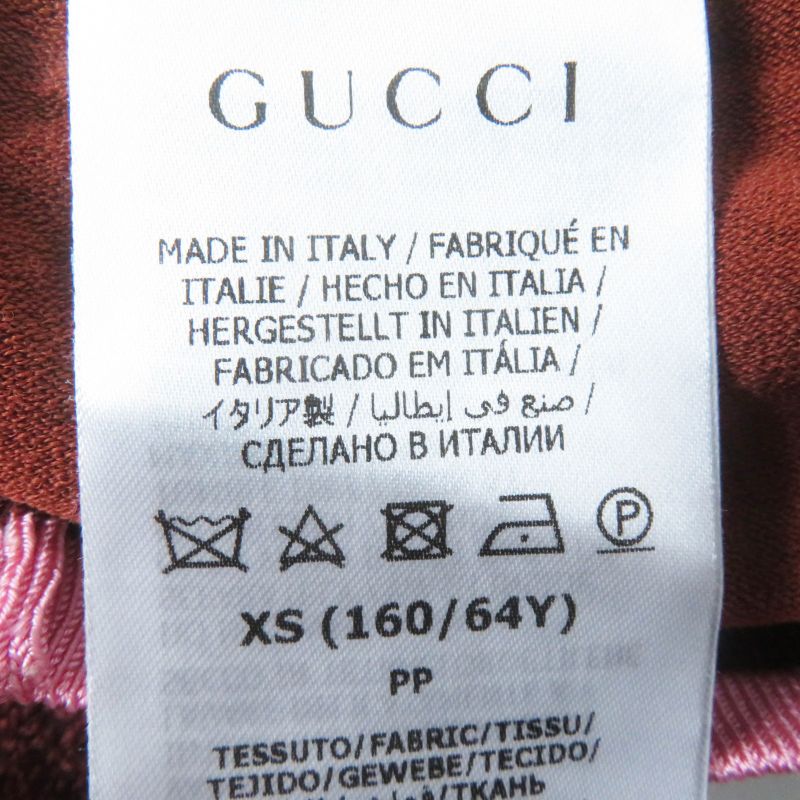 GUCCI
MADE IN ITALY / FABRIQUÉ EN
ITALIE / HECHO EN ITALIA /
HERGESTELLT IN ITALIEN /
FABRICADO EM ITÁLIA /
イタリア製 / صنع في إيطاليا /
СДЕЛАНО В ИТАЛИИ
P
XS (160/64Y)
PP
TESSUTO/FABRIC/TISSU/
TEJIDO/GEWEBE/TECIDO/
/ТКАНЬ